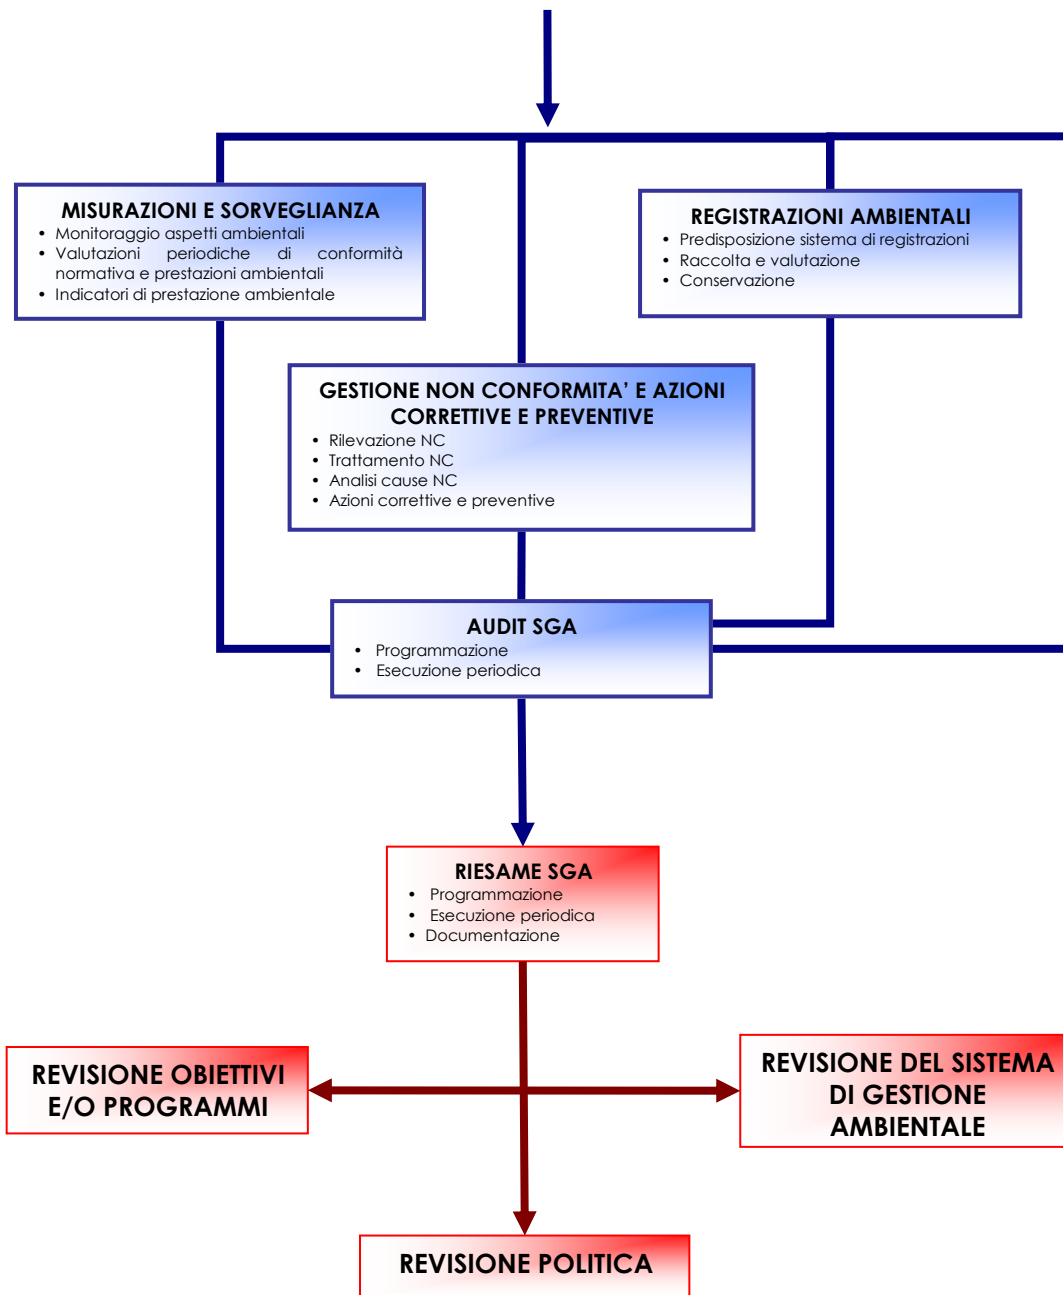 MISURAZIONI E SORVEGLIANZA
• Monitoraggio aspetti ambientali
• Valutazioni periodiche di conformità
normativa e prestazioni ambientali
• Indicatori di prestazione ambientale
REGISTRAZIONI AMBIENTALI
• Predisposizione sistema di registrazioni
• Raccolta e valutazione
• Conservazione
GESTIONE NON CONFORMITA’ E AZIONI
CORRETTIVE E PREVENTIVE
• Rilevazione NC
• Trattamento NC
• Analisi cause NC
• Azioni correttive e preventive
AUDIT SGA
• Programmazione
• Esecuzione periodica
RIESAME SGA
• Programmazione
• Esecuzione periodica
• Documentazione
REVISIONE OBIETTIVI
E/O PROGRAMMI
REVISIONE DEL SISTEMA
DI GESTIONE
AMBIENTALE
REVISIONE POLITICA